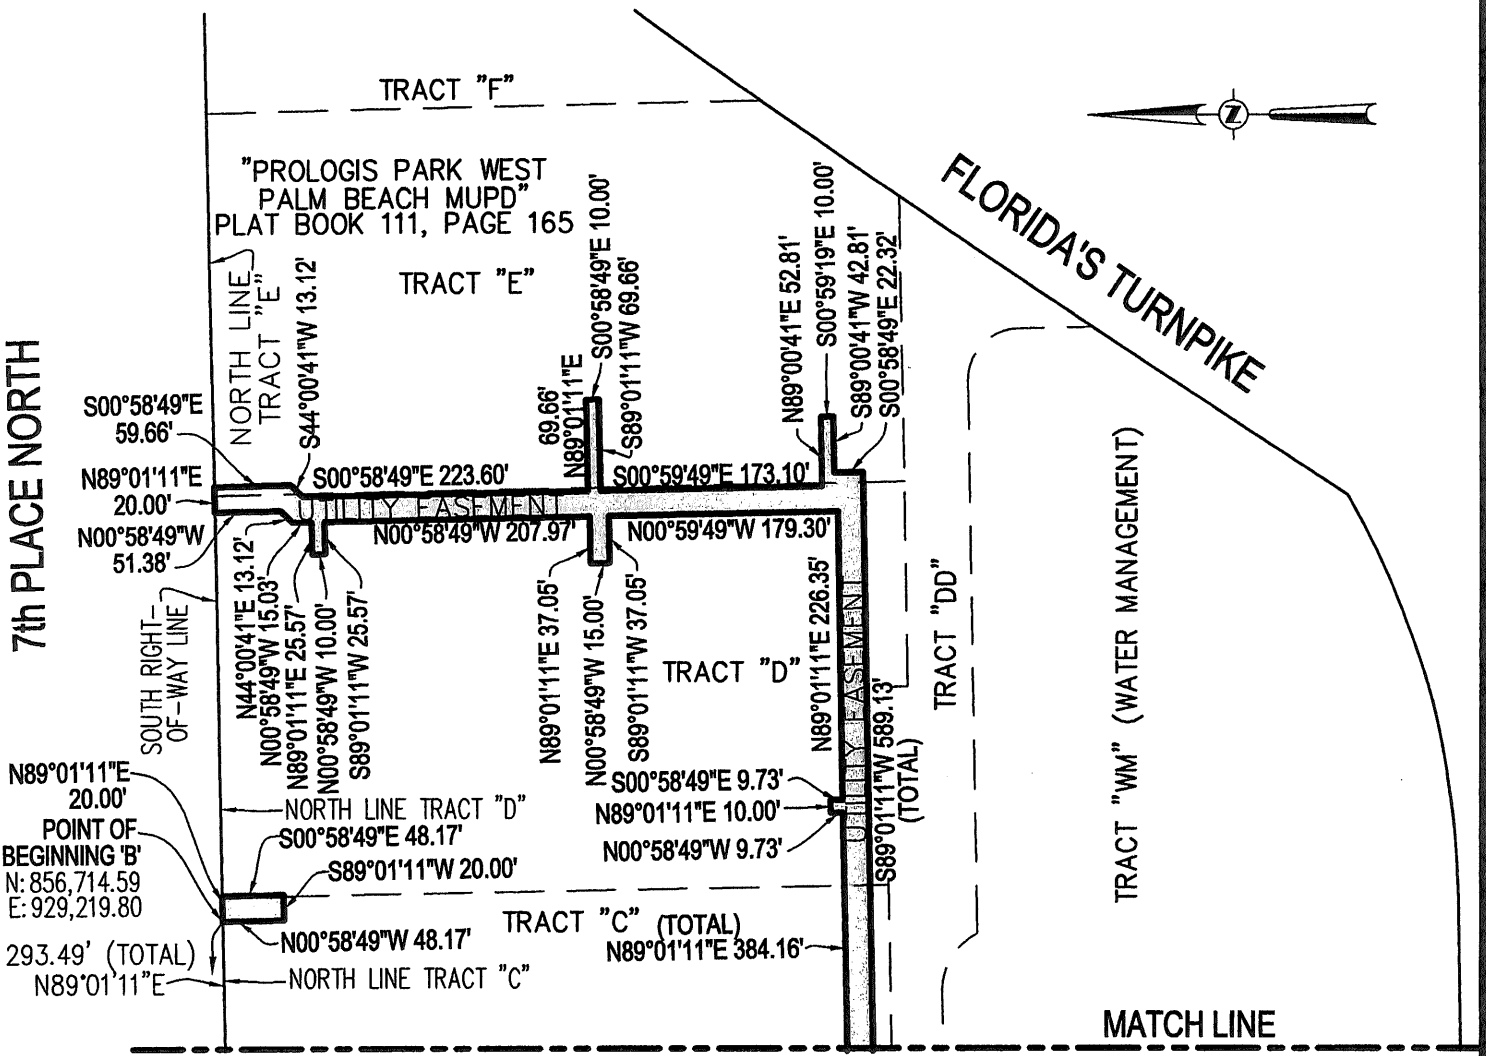 TRACT "F"
"PROLOGIS PARK WEST
PALM BEACH MUPD"
PLAT BOOK 111, PAGE 165
TRACT "E"
Z
FLORIDA'S TURNPIKE
7th PLACE NORTH
NORTH LINE
TRACT "E"
S44°00'41"W 13.12'
69.66'
N89°01'11"E
S00°58'49"E 10.00'
S89°01'11"W 69.66'
N89°00'41"E 52.81'
S00°59'19"E 10.00'
S89°00'41"W 42.81'
S00°58'49"E 22.32'
S00°58'49"E
59.66'
N89°01'11"E
20.00'
N00°58'49"W
51.38'
S00°58'49"E 223.60'
S00°59'49"E 173.10'
UTILITY EASEMENT
N00°58'49"W 207.97'
N00°59'49"W 179.30'
SOUTH RIGHT-
OF-WAY LINE
N44°00'41"E 13.12'
N00°58'49"W 15.03'
N89°01'11"E 25.57'
N00°58'49"W 10.00'
S89°01'11"W 25.57'
N89°01'11"E 37.05'
N00°58'49"W 15.00'
S89°01'11"W 37.05'
TRACT "D"
N89°01'11"E 226.35'
UTILITY EASEMENT
S89°01'11"W 589.13'
(TOTAL)
TRACT "DD"
TRACT "WM" (WATER MANAGEMENT)
S00°58'49"E 9.73'
N89°01'11"E 10.00'
N00°58'49"W 9.73'
N89°01'11"E
20.00'
POINT OF
BEGINNING 'B'
N: 856,714.59
E: 929,219.80
293.49' (TOTAL)
N89°01'11"E
NORTH LINE TRACT "D"
S00°58'49"E 48.17'
S89°01'11"W 20.00'
TRACT "C"
(TOTAL)
N89°01'11"E 384.16'
N00°58'49"W 48.17'
NORTH LINE TRACT "C"
MATCH LINE